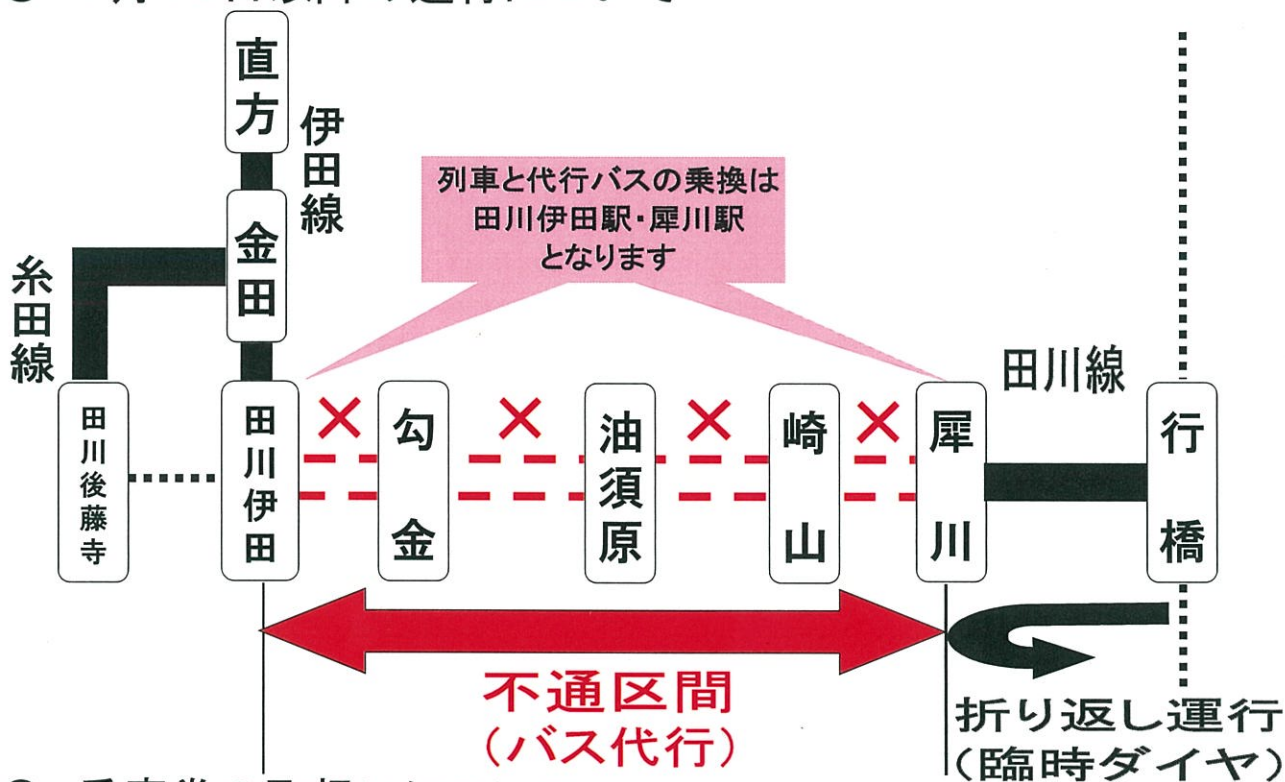 直方
伊田線
金田
糸田線
列車と代行バスの乗換は
田川伊田駅・犀川駅
となります
田川線
田川後藤寺
田川伊田
勾金
油須原
崎山
犀川
行橋
不通区間
(バス代行)
折り返し運行
(臨時ダイヤ)